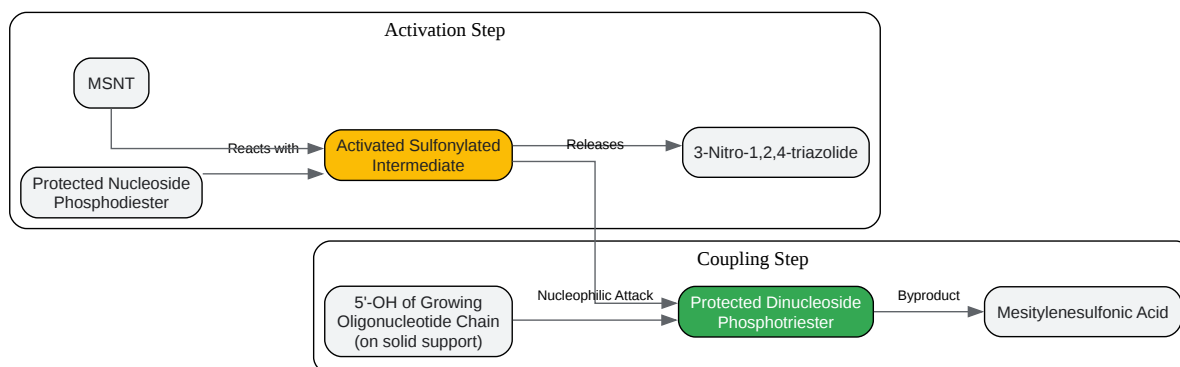 Activation Step
MSNT
Reacts with
Protected Nucleoside
Phosphodiester
Activated Sulfonylated
Intermediate
Releases
3-Nitro-1,2,4-triazolide
Coupling Step
5'-OH of Growing
Oligonucleotide Chain
(on solid support)
Nucleophilic Attack
Protected Dinucleoside
Phosphotriester
Byproduct
Mesitylenesulfonic Acid